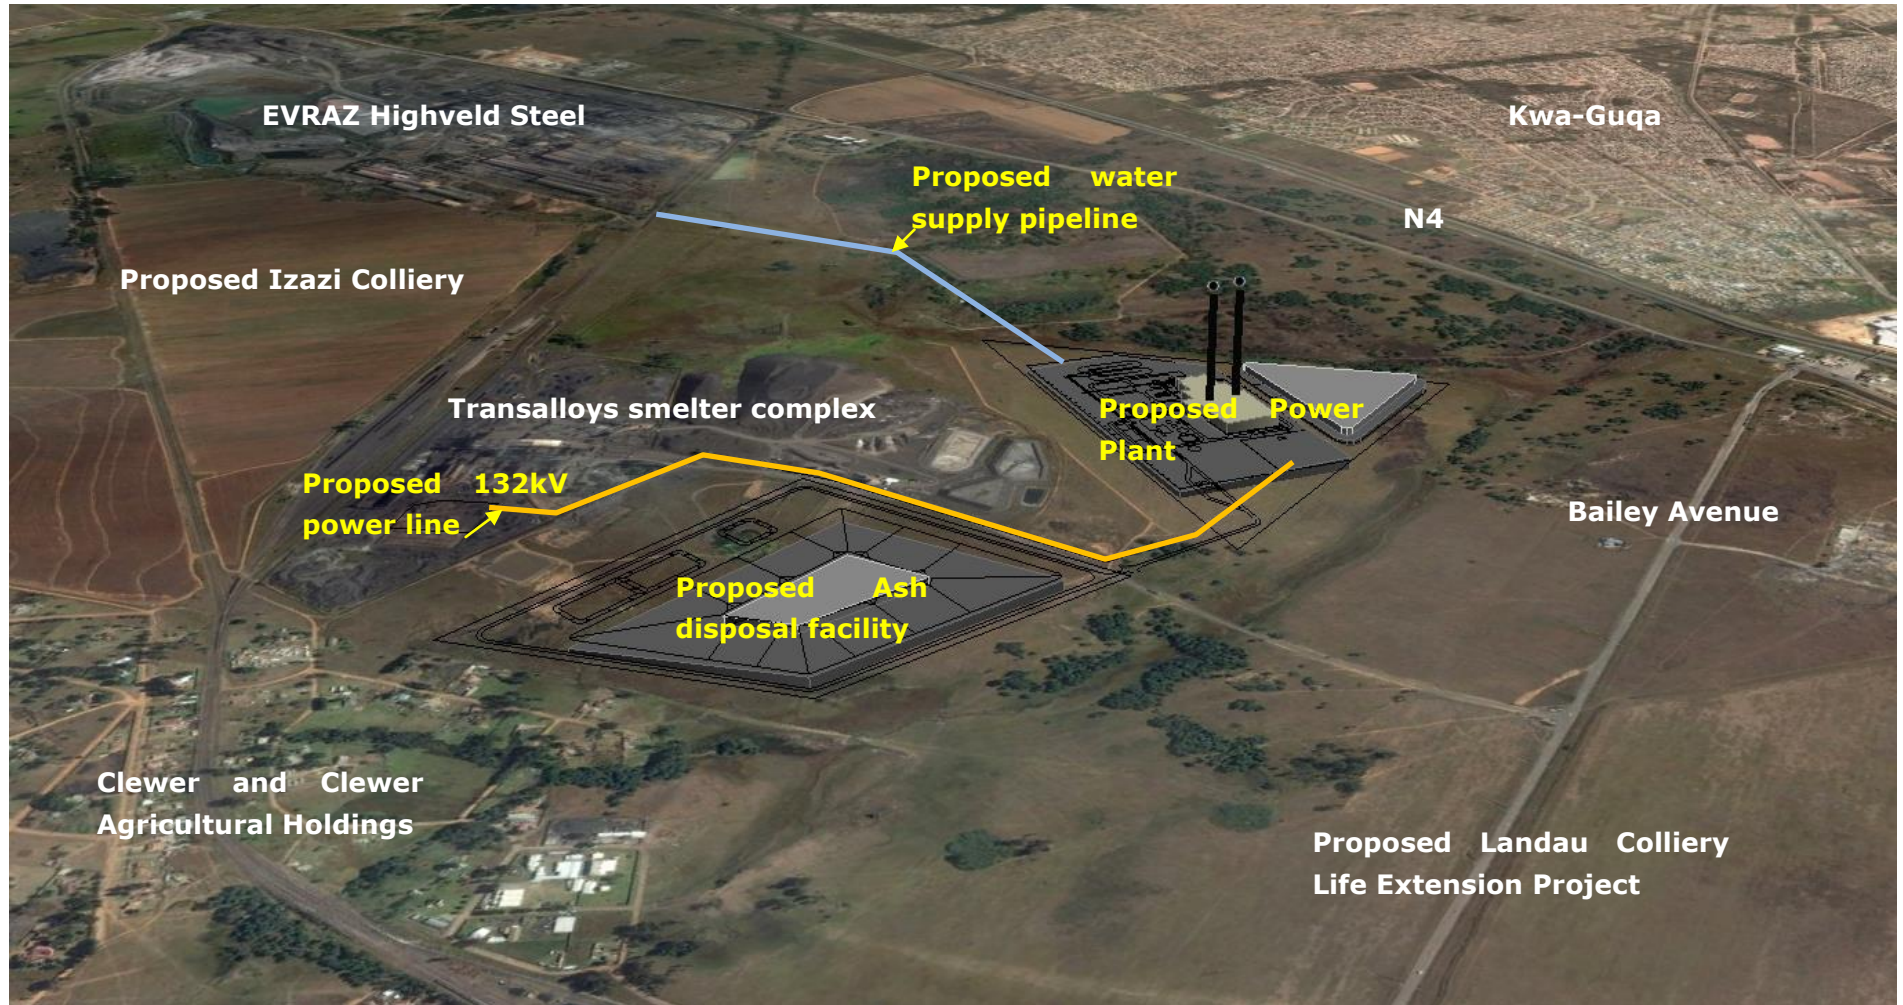 EVRAZ Highveld Steel
Kwa-Guqa
Proposed water
supply pipeline
N4
Proposed Izazi Colliery
Transalloys smelter complex
Proposed Power
Plant
Proposed 132kV
power line
Bailey Avenue
Proposed Ash
disposal facility
Clewer and Clewer
Agricultural Holdings
Proposed Landau Colliery
Life Extension Project